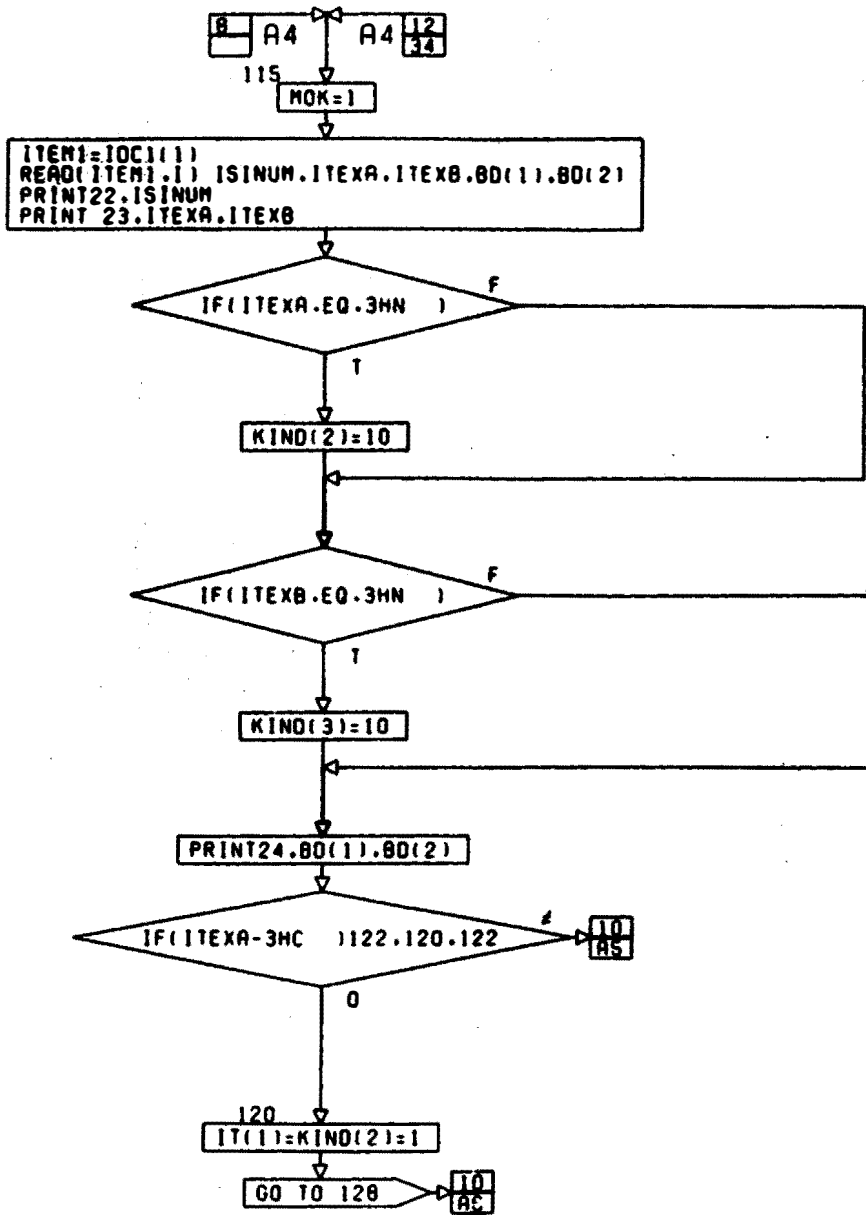 8 A4 A4 12
34
115
MOK=1
ITEM1=IOC1(1)
READ(ITEM1.I) ISINUM.ITEXA.ITEXB.BD(1).BD(2)
PRINT22.ISINUM
PRINT 23.ITEXA.ITEXB
F
IF(ITEXA.EQ.3HN )
T
KIND(2)=10
F
IF(ITEXB.EQ.3HN )
T
KIND(3)=10
PRINT24.BD(1).BD(2)
IF(ITEXA-3HC )122.120.122
10
A5
0
120
IT(1)=KIND(2)=1
GO TO 128
10